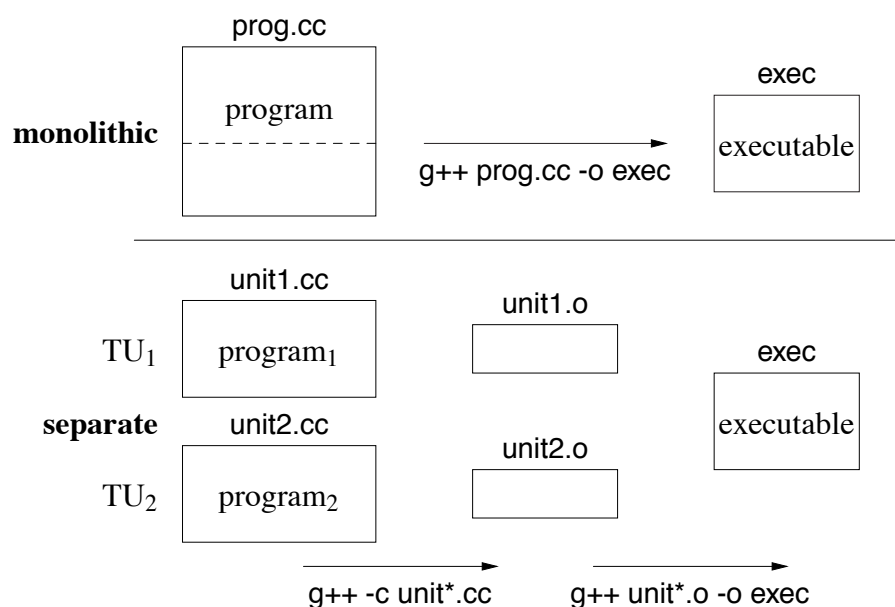 prog.cc
exec
monolithic
program
executable
g++ prog.cc -o exec
unit1.cc
unit1.o
TU₁
program₁
exec
separate
unit2.cc
executable
unit2.o
TU₂
program₂
g++ -c unit*.cc
g++ unit*.o -o exec